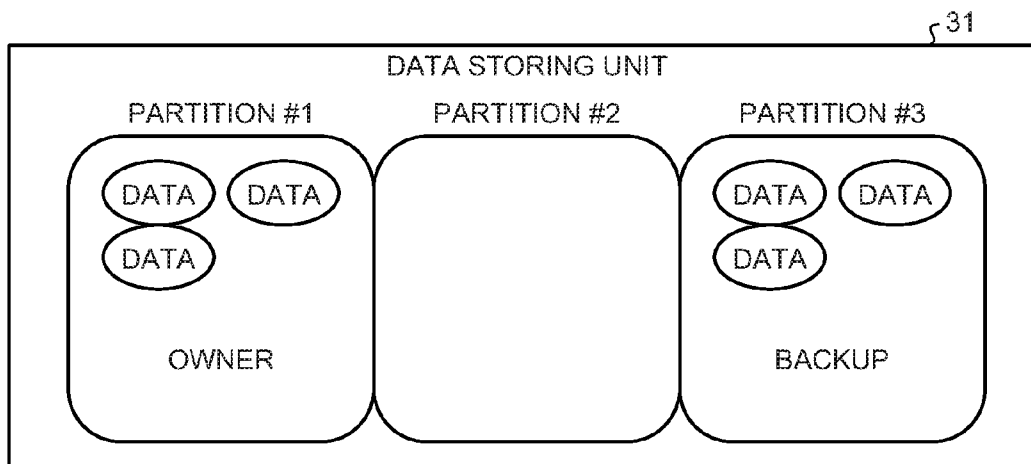 31
DATA STORING UNIT
PARTITION #1 PARTITION #2 PARTITION #3
DATA DATA DATA DATA
DATA DATA
OWNER BACKUP